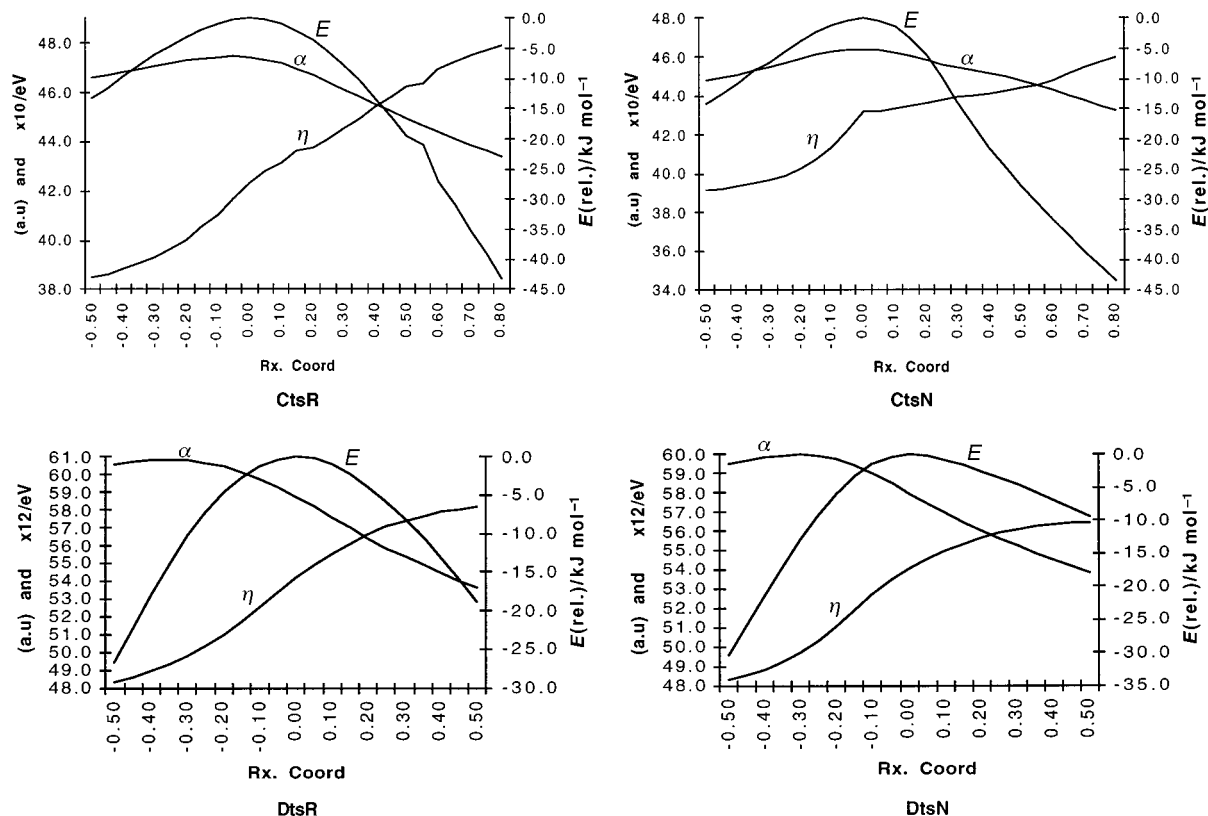 48.0
46.0
44.0
42.0
40.0
38.0
(a.u) and x10/eV
E
α
η
0.0
-5.0
-10.0
-15.0
-20.0
-25.0
-30.0
-35.0
-40.0
-45.0
E(rel.)/kJ mol⁻¹
-0.50 -0.40 -0.30 -0.20 -0.10 0.00 0.10 0.20 0.30 0.40 0.50 0.60 0.70 0.80
Rx. Coord
CtsR
48.0
46.0
44.0
42.0
40.0
38.0
36.0
34.0
(a.u) and x10/eV
E
α
η
0.0
-5.0
-10.0
-15.0
-20.0
-25.0
-30.0
-35.0
-40.0
-45.0
E(rel.)/kJ mol⁻¹
-0.50 -0.40 -0.30 -0.20 -0.10 0.00 0.10 0.20 0.30 0.40 0.50 0.60 0.70 0.80
Rx. Coord
CtsN
61.0
60.0
59.0
58.0
57.0
56.0
55.0
54.0
53.0
52.0
51.0
50.0
49.0
48.0
(a.u) and x12/eV
α
E
η
0.0
-5.0
-10.0
-15.0
-20.0
-25.0
-30.0
E(rel.)/kJ mol⁻¹
-0.50 -0.40 -0.30 -0.20 -0.10 0.00 0.10 0.20 0.30 0.40 0.50
Rx. Coord
DtsR
60.0
59.0
58.0
57.0
56.0
55.0
54.0
53.0
52.0
51.0
50.0
49.0
48.0
(a.u) and x12/eV
α
E
η
0.0
-5.0
-10.0
-15.0
-20.0
-25.0
-30.0
-35.0
E(rel.)/kJ mol⁻¹
-0.50 -0.40 -0.30 -0.20 -0.10 0.00 0.10 0.20 0.30 0.40 0.50
Rx. Coord
DtsN